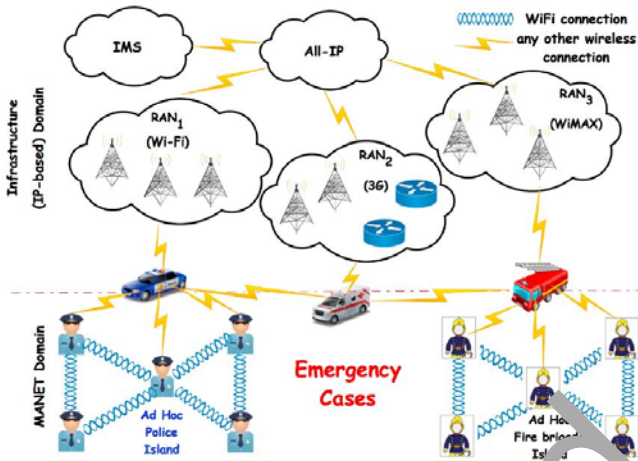 WiFi connection
any other wireless
connection
IMS
All-IP
RAN1
(Wi-Fi)
RAN2
(3G)
RAN3
(WiMAX)
Infrastructure
(IP-based) Domain
MANET Domain
Emergency
Cases
Ad Hoc
Police
Island
Ad Hoc
Fire brigade
Island